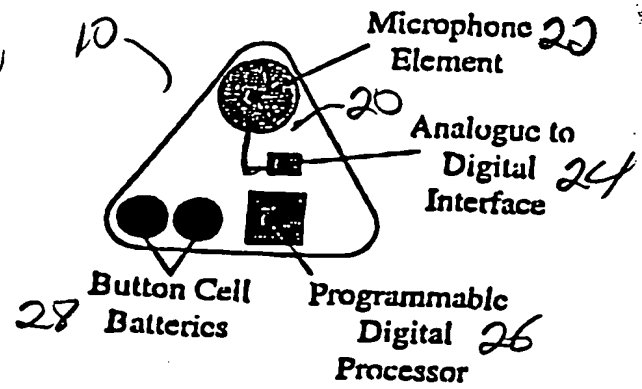 10
Microphone 22
Element
20
Analogue to
Digital 24
Interface
Button Cell
28 Batteries
Programmable
Digital 26
Processor